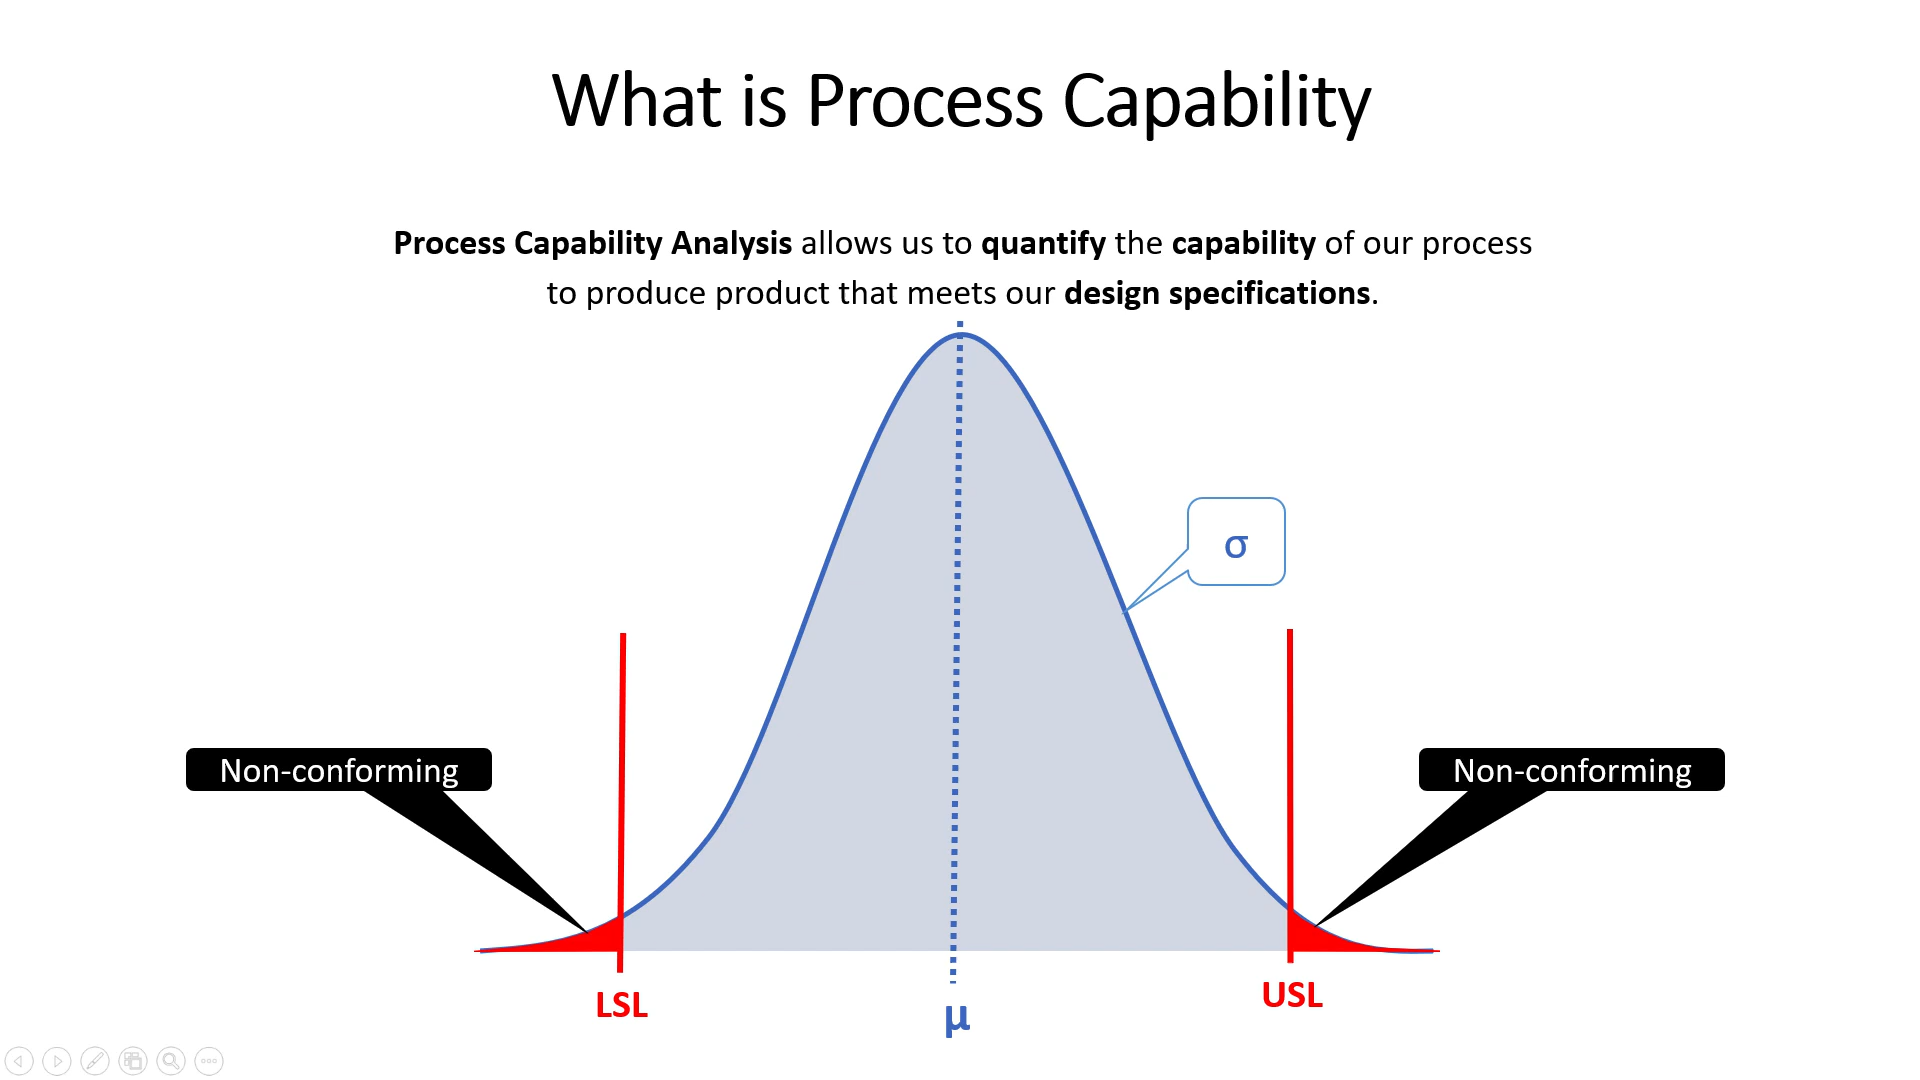 What is Process Capability
Process Capability Analysis allows us to quantify the capability of our process
to produce product that meets our design specifications.
σ
Non-conforming
Non-conforming
LSL
USL
μ